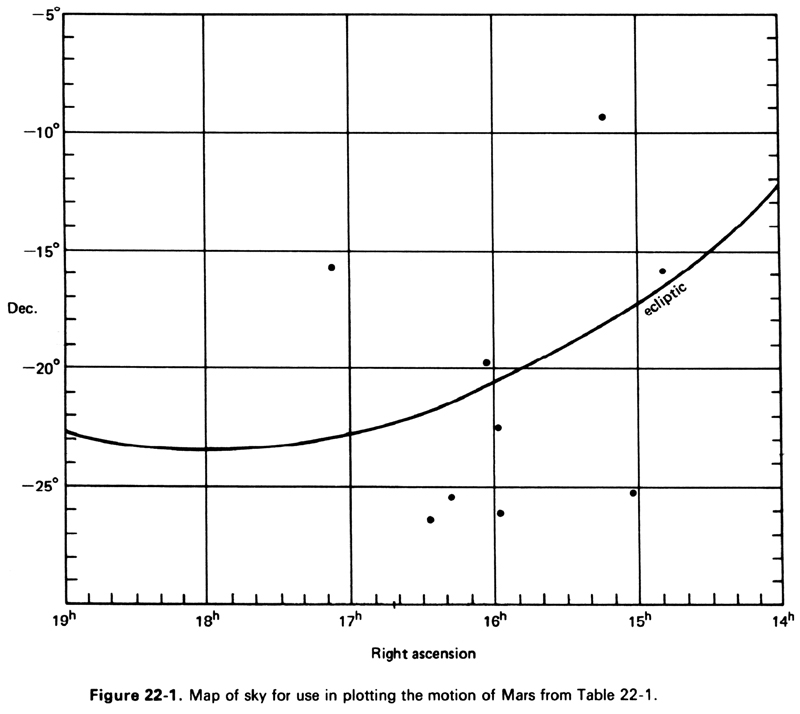 −5°
−10°
−15°
Dec.
−20°
−25°
ecliptic
19h 18h 17h 16h 15h 14h
Right ascension
Figure 22-1. Map of sky for use in plotting the motion of Mars from Table 22-1.